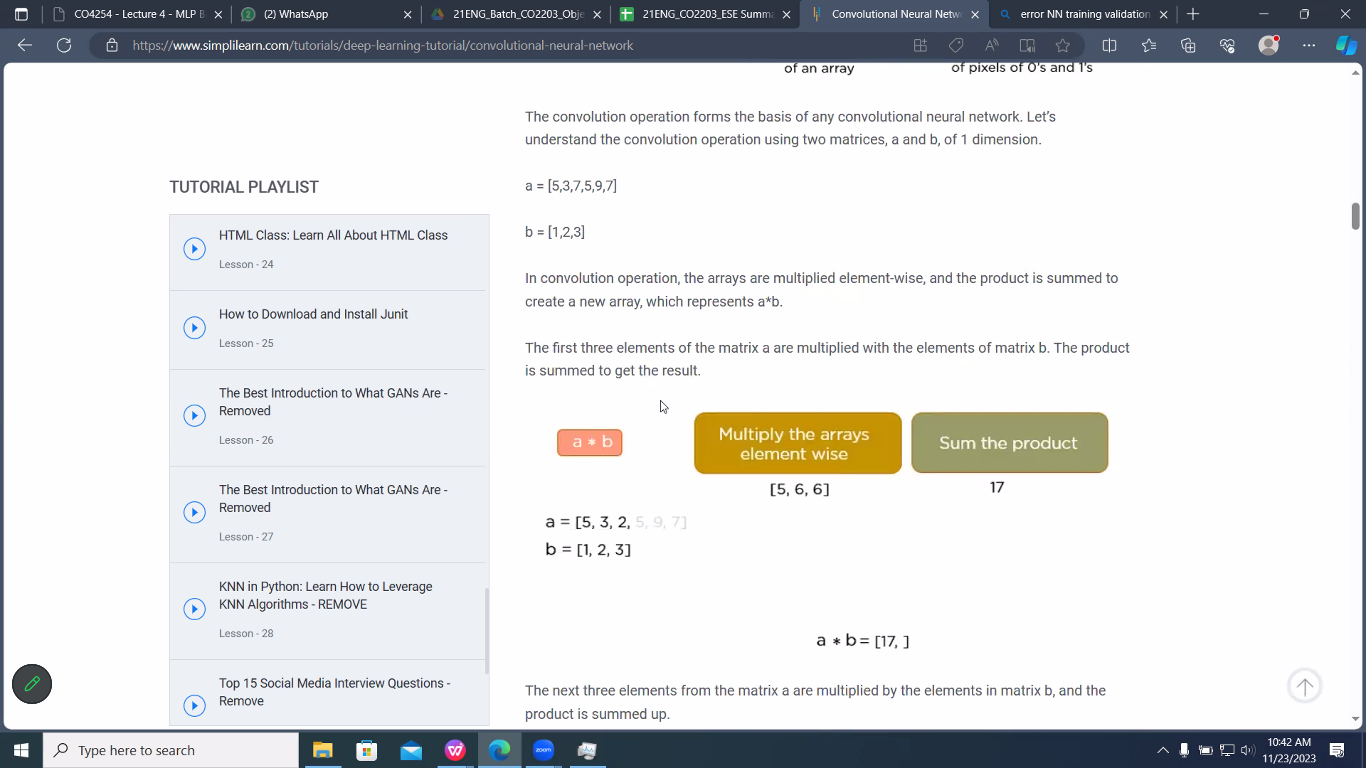 CO4254 - Lecture 4 - MLP B
(2) WhatsApp
21ENG_Batch_CO2203_Obje
21ENG_CO2203_ESE Summa
Convolutional Neural Netw
error NN training validation
https://www.simplilearn.com/tutorials/deep-learning-tutorial/convolutional-neural-network
of an array
of pixels of 0's and 1's
The convolution operation forms the basis of any convolutional neural network. Let's
understand the convolution operation using two matrices, a and b, of 1 dimension.
a = [5,3,7,5,9,7]
b = [1,2,3]
In convolution operation, the arrays are multiplied element-wise, and the product is summed to
create a new array, which represents a*b.
The first three elements of the matrix a are multiplied with the elements of matrix b. The product
is summed to get the result.
a * b
Multiply the arrays
element wise
Sum the product
[5, 6, 6]
17
a = [5, 3, 2, 5, 9, 7]
b = [1, 2, 3]
a * b = [17, ]
The next three elements from the matrix a are multiplied by the elements in matrix b, and the
product is summed up.
TUTORIAL PLAYLIST
HTML Class: Learn All About HTML Class
Lesson - 24
How to Download and Install Junit
Lesson - 25
The Best Introduction to What GANs Are -
Removed
Lesson - 26
The Best Introduction to What GANs Are -
Removed
Lesson - 27
KNN in Python: Learn How to Leverage
KNN Algorithms - REMOVE
Lesson - 28
Top 15 Social Media Interview Questions -
Remove
Type here to search
zoom
10:42 AM
11/23/2023